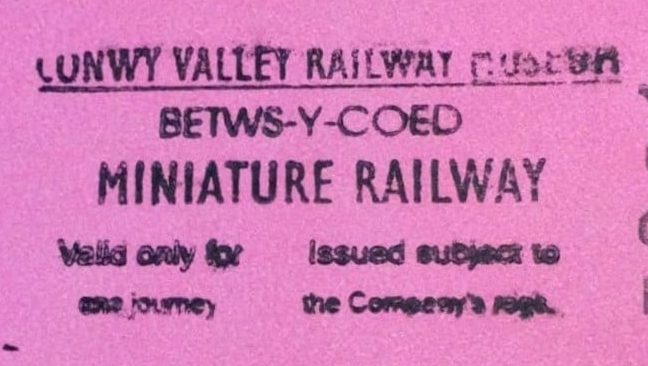 CONWY VALLEY RAILWAY MUSEUM
BETWS-Y-COED
MINIATURE RAILWAY
Valid only for Issued subject to
one journey the Company's regs.